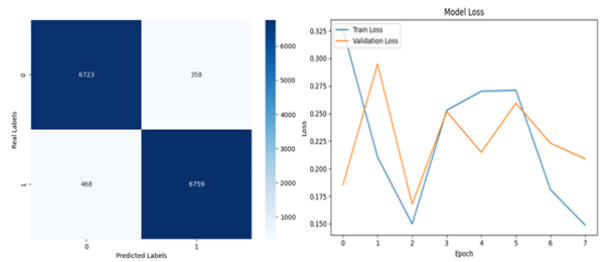 Model Loss
Train Loss
Validation Loss
6723 358
468 6759
0
1
Real Labels
0 1
Predicted Labels
6000
5000
4000
3000
2000
1000
0.325
0.300
0.275
0.250
0.225
0.200
0.175
0.150
Loss
0 1 2 3 4 5 6 7
Epoch